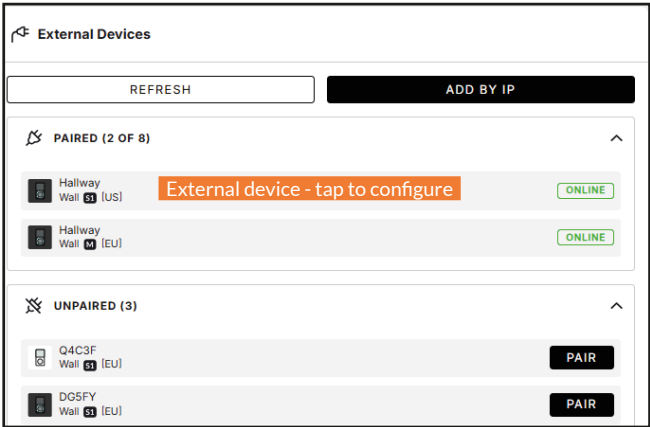 External Devices
REFRESH
ADD BY IP
PAIRED (2 OF 8)
Hallway
Wall S1 [US]
External device - tap to configure
ONLINE
Hallway
Wall M [EU]
ONLINE
UNPAIRED (3)
Q4C3F
Wall S1 [EU]
PAIR
DG5FY
Wall S1 [EU]
PAIR